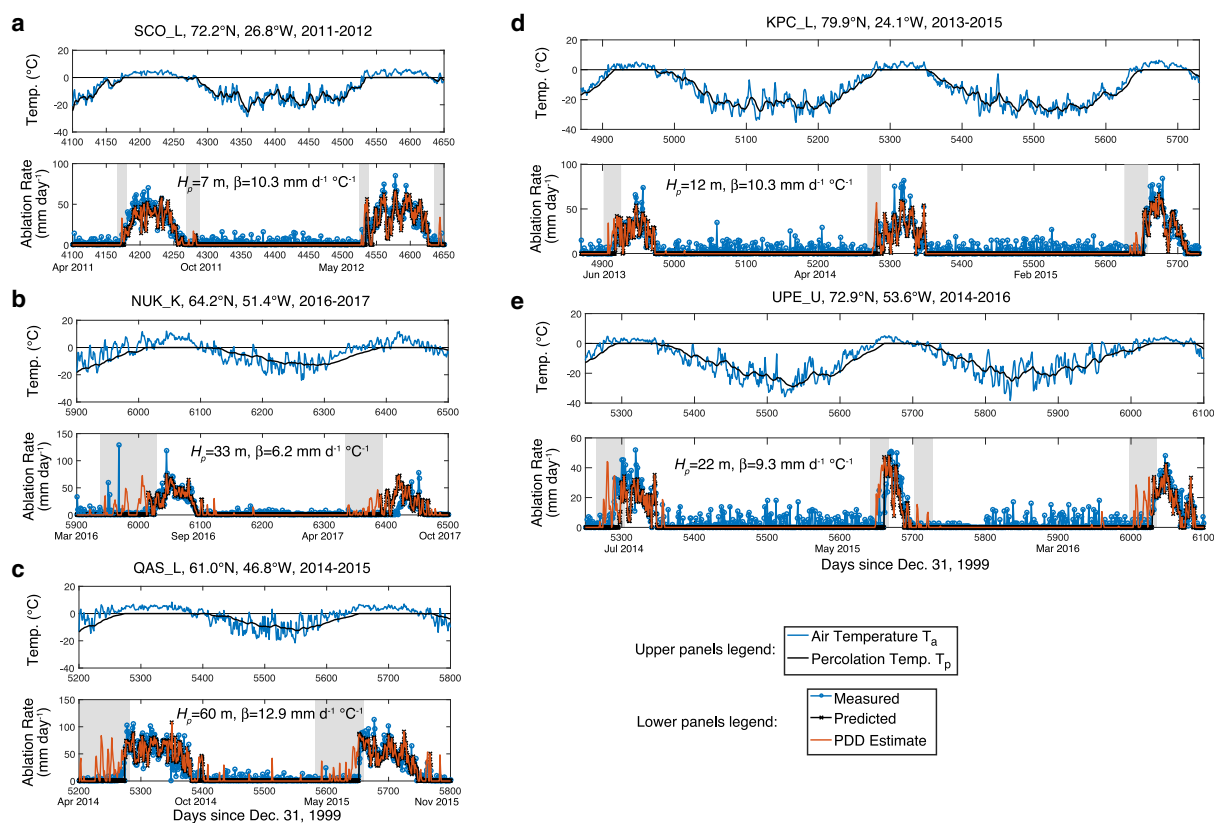 a
SCO_L, 72.2°N, 26.8°W, 2011-2012
Temp. (°C)
20
0
-20
-40
4100 4150 4200 4250 4300 4350 4400 4450 4500 4550 4600 4650
Ablation Rate
(mm day-1)
100
50
0
Hp=7 m, β=10.3 mm d-1 °C-1
4100 4150 4200 4250 4300 4350 4400 4450 4500 4550 4600 4650
Apr 2011 Oct 2011 May 2012
b
NUK_K, 64.2°N, 51.4°W, 2016-2017
Temp. (°C)
20
0
-20
-40
5900 6000 6100 6200 6300 6400 6500
Ablation Rate
(mm day-1)
150
100
50
0
Hp=33 m, β=6.2 mm d-1 °C-1
5900 6000 6100 6200 6300 6400 6500
Mar 2016 Sep 2016 Apr 2017 Oct 2017
c
QAS_L, 61.0°N, 46.8°W, 2014-2015
Temp. (°C)
20
0
-20
-40
5200 5300 5400 5500 5600 5700 5800
Ablation Rate
(mm day-1)
150
100
50
0
Hp=60 m, β=12.9 mm d-1 °C-1
5200 5300 5400 5500 5600 5700 5800
Apr 2014 Oct 2014 May 2015 Nov 2015
Days since Dec. 31, 1999
d
KPC_L, 79.9°N, 24.1°W, 2013-2015
Temp. (°C)
20
0
-20
-40
4900 5000 5100 5200 5300 5400 5500 5600 5700
Ablation Rate
(mm day-1)
100
50
0
Hp=12 m, β=10.3 mm d-1 °C-1
4900 5000 5100 5200 5300 5400 5500 5600 5700
Jun 2013 Apr 2014 Feb 2015
e
UPE_U, 72.9°N, 53.6°W, 2014-2016
Temp. (°C)
20
0
-20
-40
5300 5400 5500 5600 5700 5800 5900 6000 6100
Ablation Rate
(mm day-1)
60
40
20
0
Hp=22 m, β=9.3 mm d-1 °C-1
5300 5400 5500 5600 5700 5800 5900 6000 6100
Jul 2014 May 2015 Mar 2016
Days since Dec. 31, 1999
Upper panels legend:
Air Temperature Ta
Percolation Temp. Tp
Lower panels legend:
Measured
Predicted
PDD Estimate